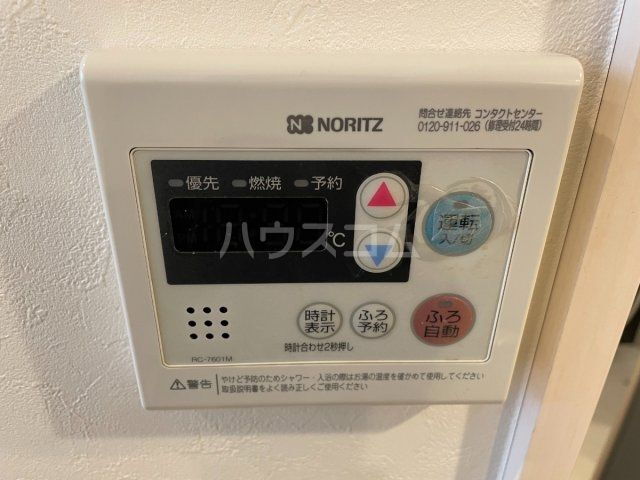 NORITZ
問合せ連絡先 コンタクトセンター
0120-911-026 (修理受付24時間)
優先 燃焼 予約
℃
運転
入/切
ハウスコム
時計
表示
ふろ
予約
ふろ
自動
時計合わせ2秒押し
RC-7601M
警告
やけど予防のためシャワー・入浴の際はお湯の温度を確かめて使用してください
取扱説明書をよく読み正しくご使用ください